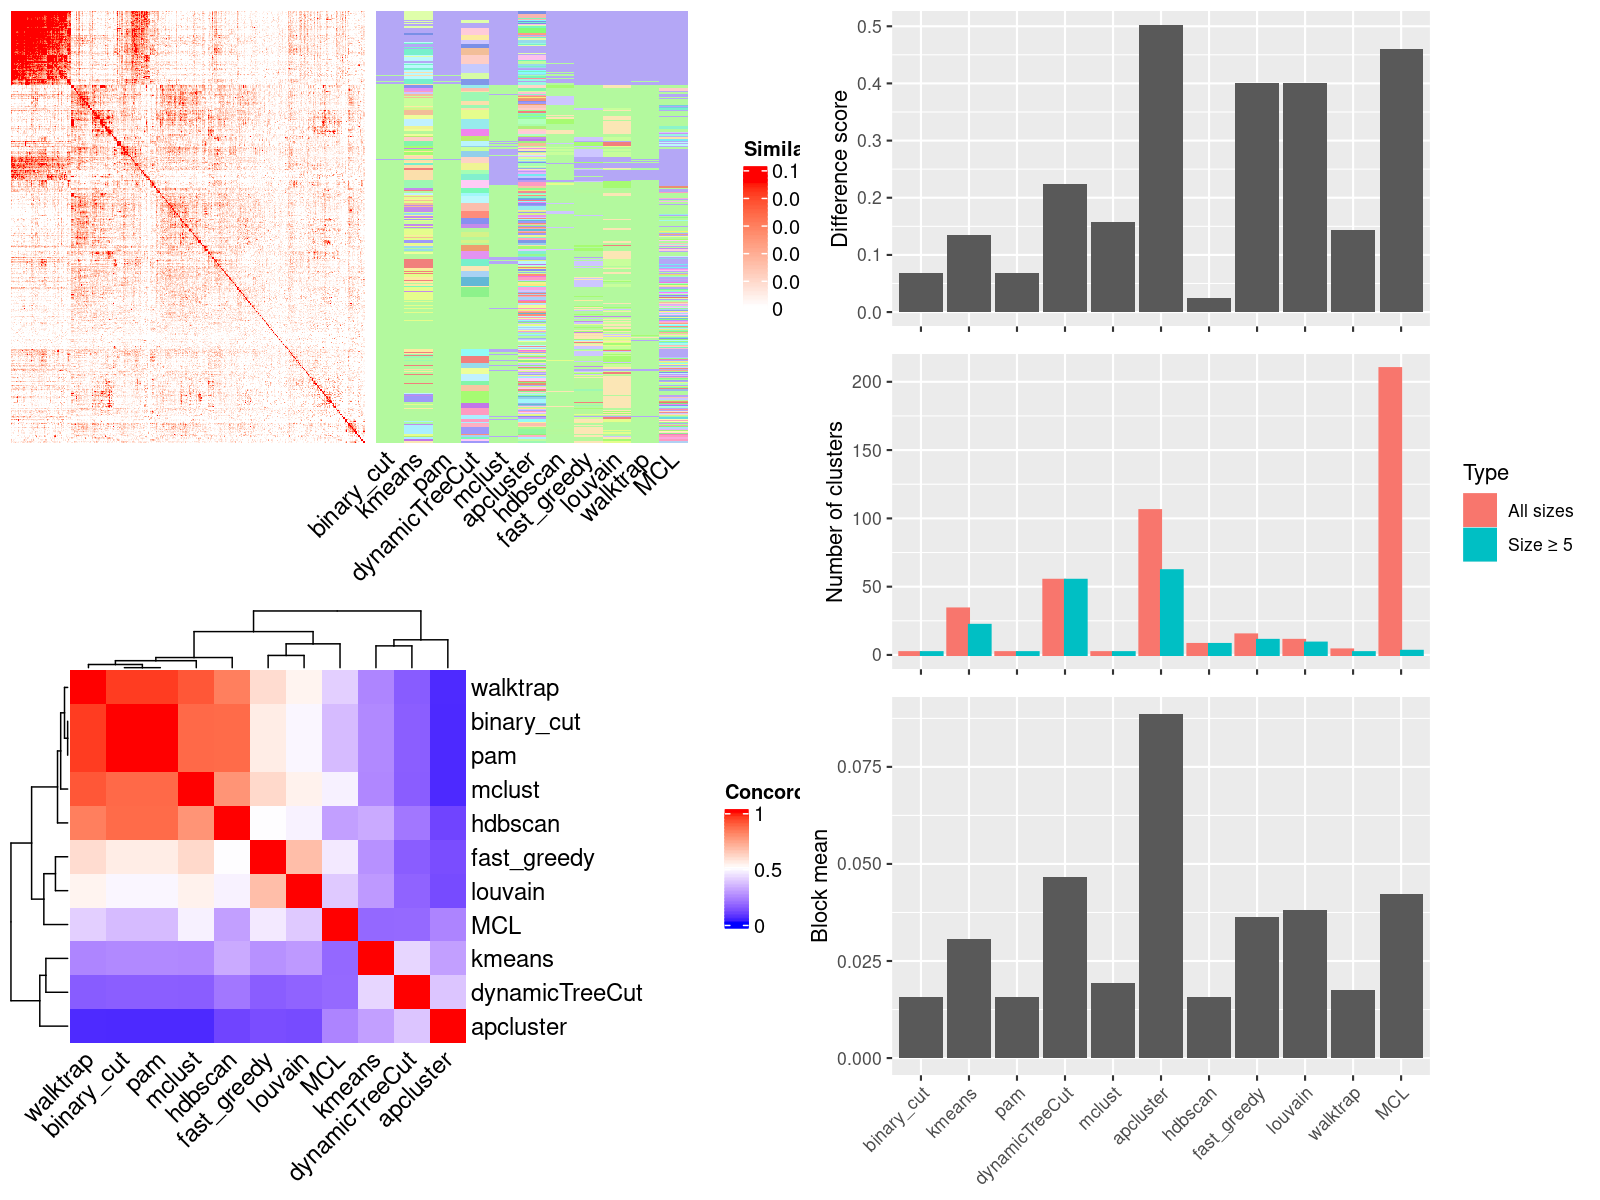 Simila
0.1
0.0
0.0
0.0
0.0
0
binary_cut
kmeans
pam
dynamicTreeCut
mclust
apcluster
hdbscan
fast_greedy
louvain
walktrap
MCL
walktrap
binary_cut
pam
mclust
hdbscan
fast_greedy
louvain
MCL
kmeans
dynamicTreeCut
apcluster
walktrap
binary_cut
pam
mclust
hdbscan
fast_greedy
louvain
MCL
kmeans
dynamicTreeCut
apcluster
Concord
1
0.5
0
Difference score
0.5
0.4
0.3
0.2
0.1
0.0
Number of clusters
200
150
100
50
0
Type
All sizes
Size ≥ 5
Block mean
0.075
0.050
0.025
0.000
binary_cut
kmeans
pam
dynamicTreeCut
mclust
apcluster
hdbscan
fast_greedy
louvain
walktrap
MCL